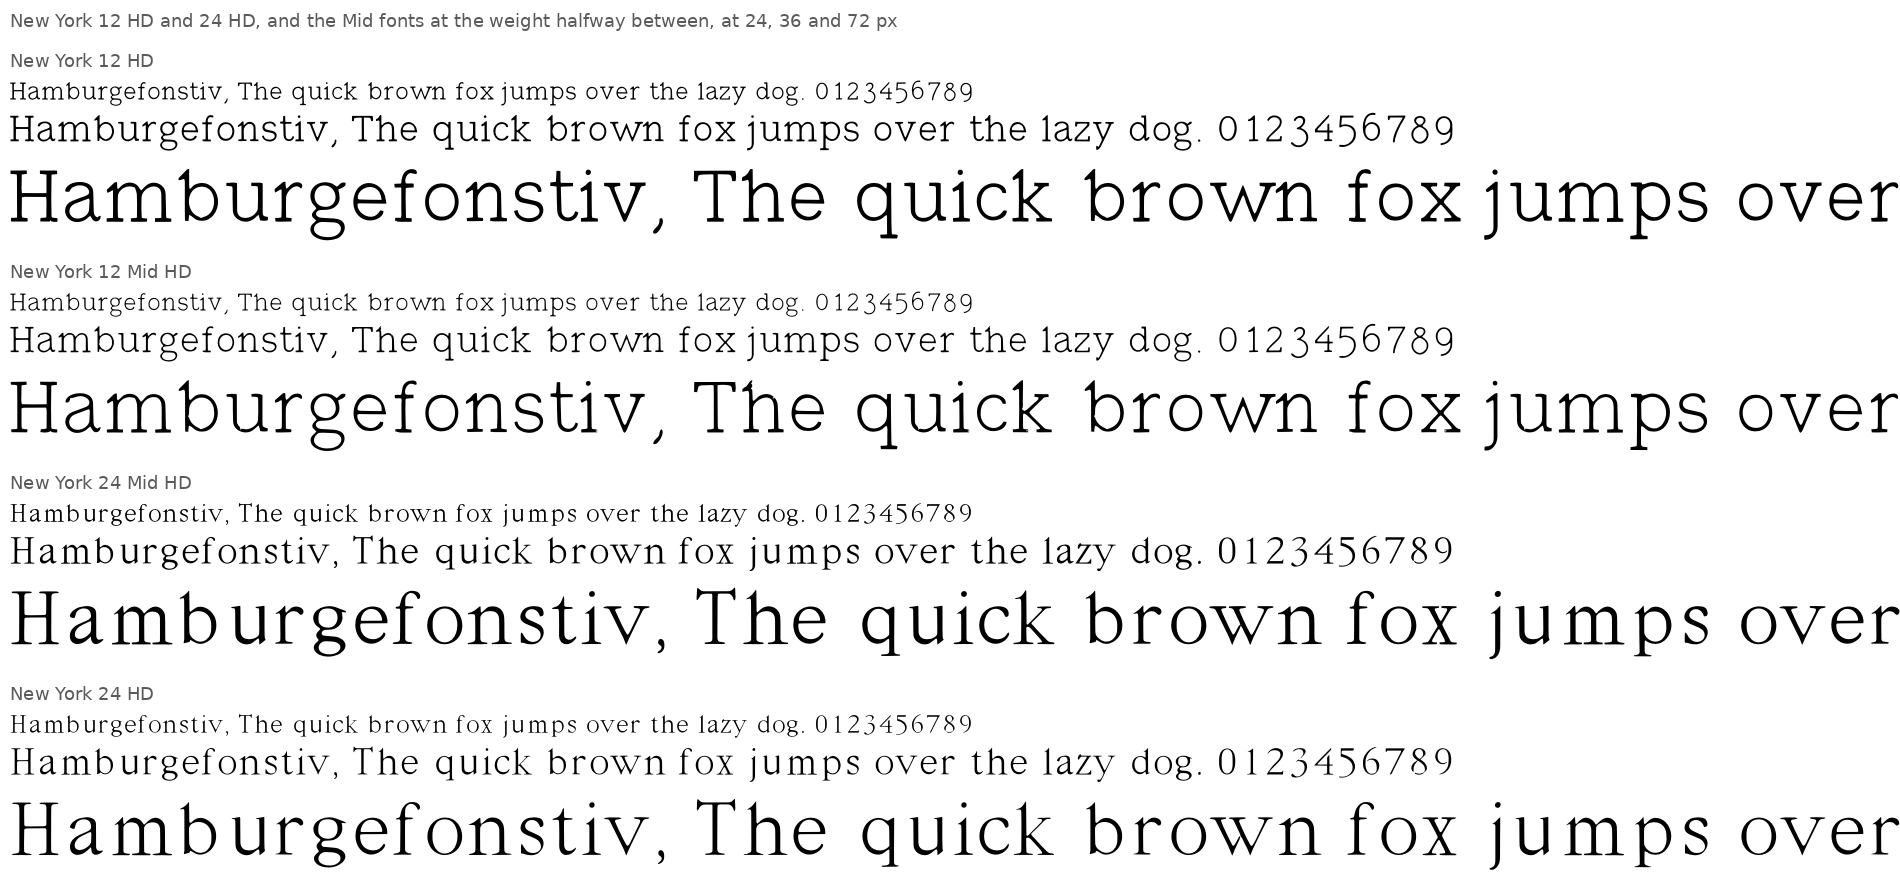 New York 12 HD and 24 HD, and the Mid fonts at the weight halfway between, at 24, 36 and 72 px
New York 12 HD
Hamburgefonstiv, The quick brown fox jumps over the lazy dog. 0123456789
Hamburgefonstiv, The quick brown fox jumps over the lazy dog. 0123456789
Hamburgefonstiv, The quick brown fox jumps over
New York 12 Mid HD
Hamburgefonstiv, The quick brown fox jumps over the lazy dog. 0123456789
Hamburgefonstiv, The quick brown fox jumps over the lazy dog. 0123456789
Hamburgefonstiv, The quick brown fox jumps over
New York 24 Mid HD
Hamburgefonstiv, The quick brown fox jumps over the lazy dog. 0123456789
Hamburgefonstiv, The quick brown fox jumps over the lazy dog. 0123456789
Hamburgefonstiv, The quick brown fox jumps over
New York 24 HD
Hamburgefonstiv, The quick brown fox jumps over the lazy dog. 0123456789
Hamburgefonstiv, The quick brown fox jumps over the lazy dog. 0123456789
Hamburgefonstiv, The quick brown fox jumps over